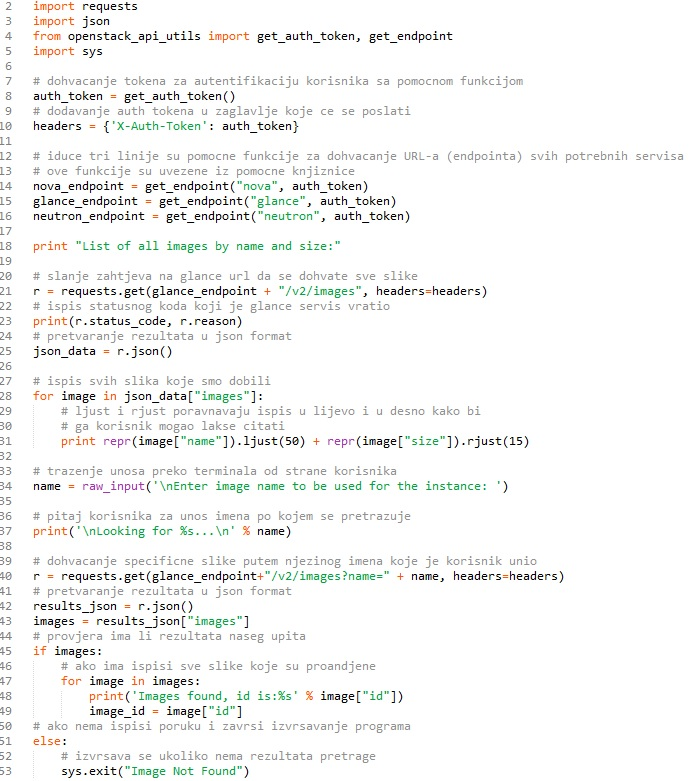 2 import requests
3 import json
4 from openstack_api_utils import get_auth_token, get_endpoint
5 import sys
6
7 # dohvacanje tokena za autentifikaciju korisnika sa pomocnom funkcijom
8 auth_token = get_auth_token()
9 # dodavanje auth tokena u zaglavlje koje ce se poslati
10 headers = {'X-Auth-Token': auth_token}
11
12 # iduce tri linije su pomocne funkcije za dohvacanje URL-a (endpointa) svih potrebnih servisa
13 # ove funkcije su uvezene iz pomocne knjiznice
14 nova_endpoint = get_endpoint("nova", auth_token)
15 glance_endpoint = get_endpoint("glance", auth_token)
16 neutron_endpoint = get_endpoint("neutron", auth_token)
17
18 print "List of all images by name and size:"
19
20 # slanje zahtjeva na glance url da se dohvate sve slike
21 r = requests.get(glance_endpoint + "/v2/images", headers=headers)
22 # ispis statusnog koda koji je glance servis vratio
23 print(r.status_code, r.reason)
24 # pretvaranje rezultata u json format
25 json_data = r.json()
26
27 # ispis svih slika koje smo dobili
28 for image in json_data["images"]:
29     # ljust i rjust poravnavaju ispis u lijevo i u desno kako bi
30     # ga korisnik mogao lakse citati
31     print repr(image["name"]).ljust(50) + repr(image["size"]).rjust(15)
32
33 # trazenje unosa preko terminala od strane korisnika
34 name = raw_input('\nEnter image name to be used for the instance: ')
35
36 # pitaj korisnika za unos imena po kojem se pretrazuje
37 print('\nLooking for %s...\n' % name)
38
39 # dohvacanje specificne slike putem njezinog imena koje je korisnik unio
40 r = requests.get(glance_endpoint+"/v2/images?name=" + name, headers=headers)
41 # pretvaranje rezultata u json format
42 results_json = r.json()
43 images = results_json["images"]
44 # provjera ima li rezultata naseg upita
45 if images:
46     # ako ima ispisi sve slike koje su proandjene
47     for image in images:
48         print('Images found, id is:%s' % image["id"])
49         image_id = image["id"]
50 # ako nema ispisi poruku i zavrsi izvrsavanje programa
51 else:
52     # izvrsava se ukoliko nema rezultata pretrage
53     sys.exit("Image Not Found")